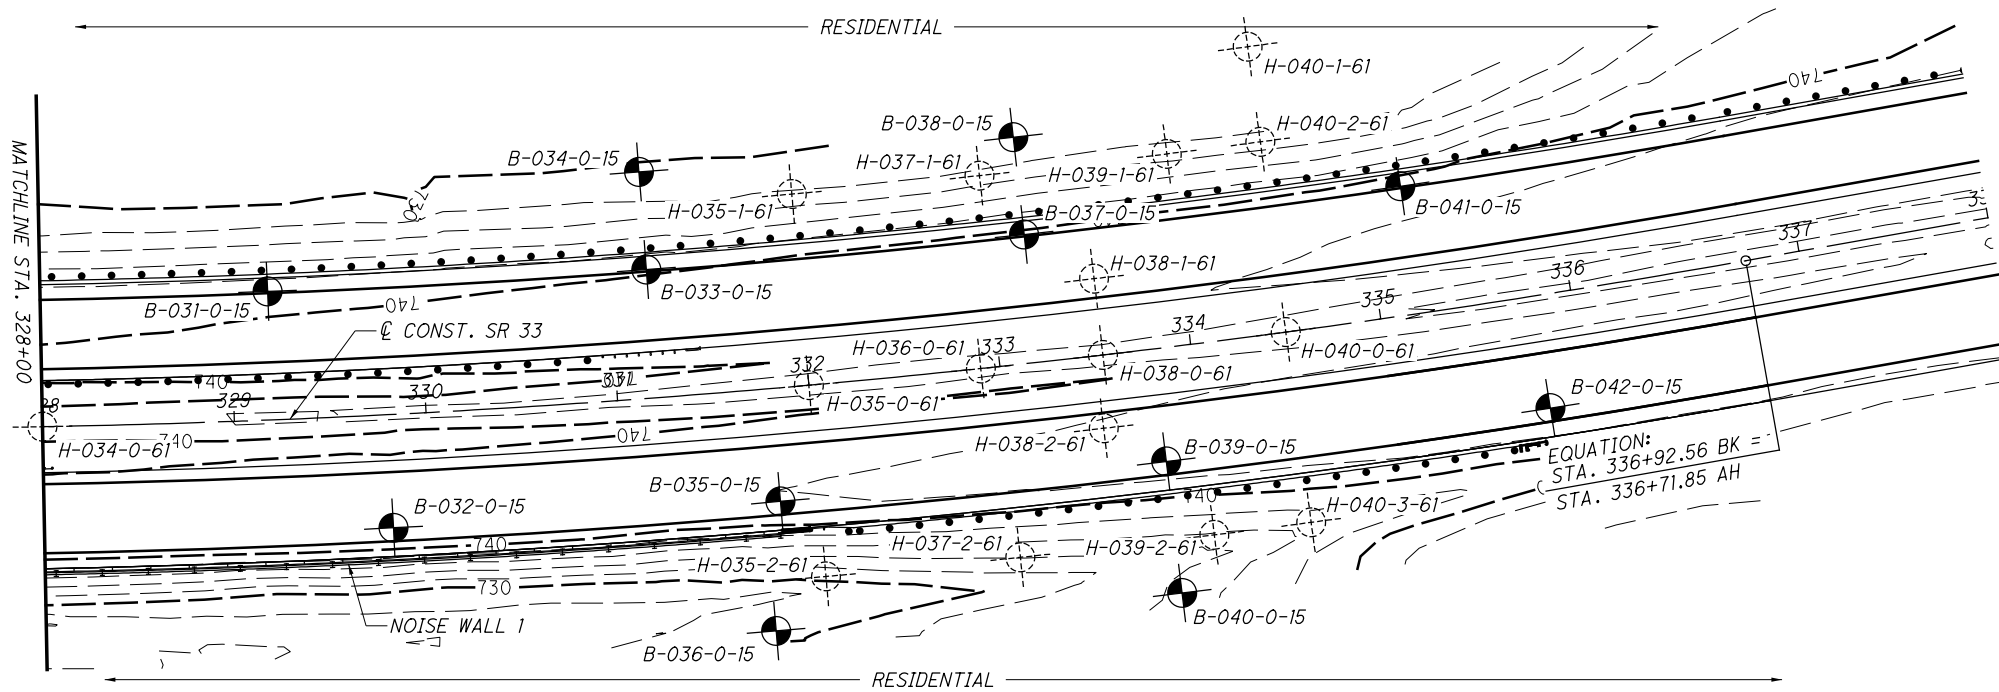 RESIDENTIAL
H-040-1-61
740
B-038-0-15
H-040-2-61
B-034-0-15
H-037-1-61
H-039-1-61
MATCHLINE STA. 328+00
730
H-035-1-61
B-037-0-15
B-041-0-15
337
H-038-1-61
336
B-033-0-15
B-031-0-15
740
335
℄ CONST. SR 33
334
H-036-0-61
333
H-040-0-61
332
H-038-0-61
740
331
330
329
H-035-0-61
B-042-0-15
28
740
740
H-034-0-61
H-038-2-61
B-039-0-15
EQUATION:
STA. 336+92.56 BK =
STA. 336+71.85 AH
B-035-0-15
740
B-032-0-15
H-040-3-61
740
H-037-2-61
H-039-2-61
H-035-2-61
730
B-040-0-15
NOISE WALL 1
B-036-0-15
RESIDENTIAL